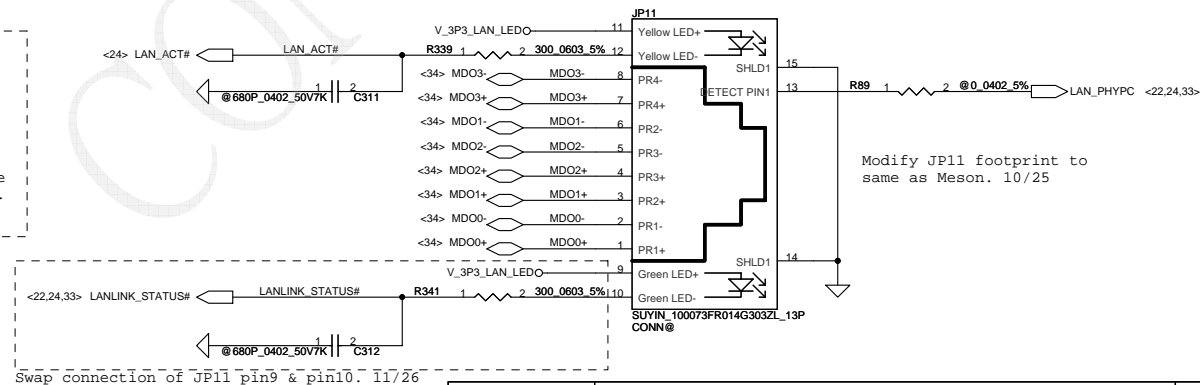 JP11
V_3P3_LAN_LED 11 Yellow LED+
<24> LAN_ACT# LAN_ACT# R339 1 2 300_0603_5% 12 Yellow LED-
SHLD1 15
@680P_0402_50V7K 1 2 C311
<34> MDO3- MDO3- 8 PR4-
DETECT PIN1 13 R89 1 2 @0_0402_5% LAN_PHYPC <22,24,33>
<34> MDO3+ MDO3+ 7 PR4+
<34> MDO1- MDO1- 6 PR2-
<34> MDO2- MDO2- 5 PR3-
<34> MDO2+ MDO2+ 4 PR3+
<34> MDO1+ MDO1+ 3 PR2+
<34> MDO0- MDO0- 2 PR1-
<34> MDO0+ MDO0+ 1 PR1+
Modify JP11 footprint to
same as Meson. 10/25
SHLD1 14
V_3P3_LAN_LED 9 Green LED+
<22,24,33> LANLINK_STATUS# LANLINK_STATUS# R341 1 2 300_0603_5% 10 Green LED-
SUYIN_100073FR014G303ZL_13P
CONN@
@680P_0402_50V7K 1 2 C312
Swap connection of JP11 pin9 & pin10. 11/26